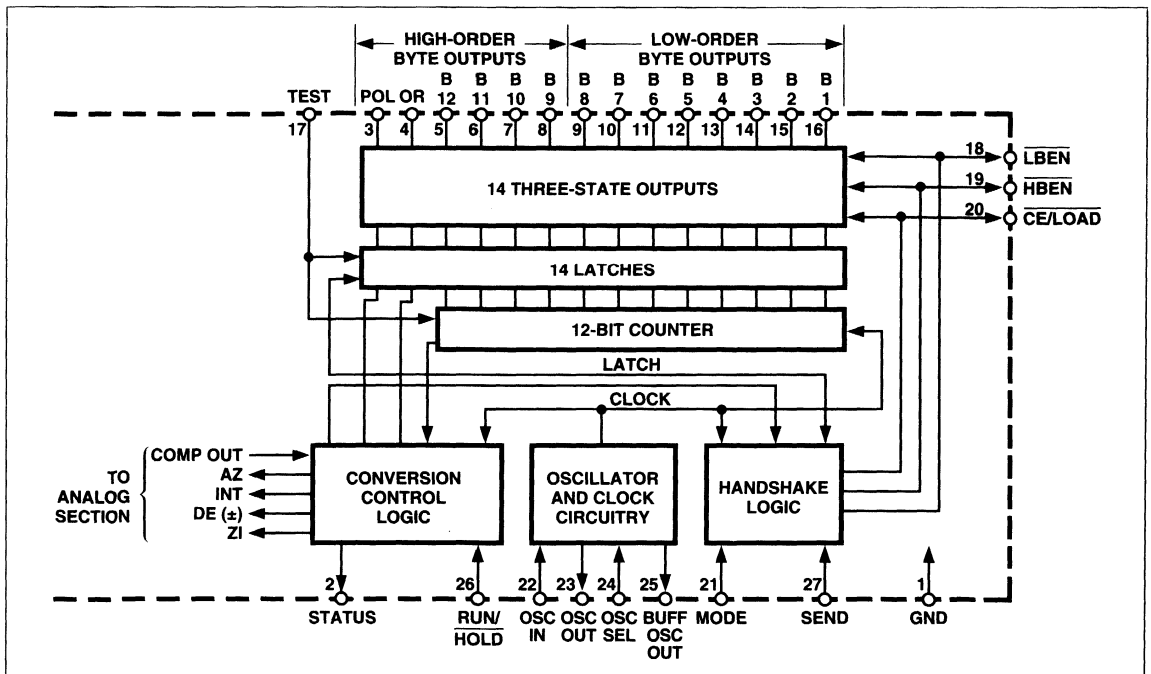 HIGH-ORDER
BYTE OUTPUTS
LOW-ORDER
BYTE OUTPUTS
TEST
POL OR
B
12
B
11
B
10
B
9
B
8
B
7
B
6
B
5
B
4
B
3
B
2
B
1
17
3
4
5
6
7
8
9
10
11
12
13
14
15
16
14 THREE-STATE OUTPUTS
18
LBEN
19
HBEN
20
CE/LOAD
14 LATCHES
12-BIT COUNTER
LATCH
CLOCK
TO
ANALOG
SECTION
COMP OUT
AZ
INT
DE (±)
ZI
CONVERSION
CONTROL
LOGIC
OSCILLATOR
AND CLOCK
CIRCUITRY
HANDSHAKE
LOGIC
2
26
22
23
24
25
21
27
1
STATUS
RUN/
HOLD
OSC
IN
OSC
OUT
OSC
SEL
BUFF
OSC
OUT
MODE
SEND
GND